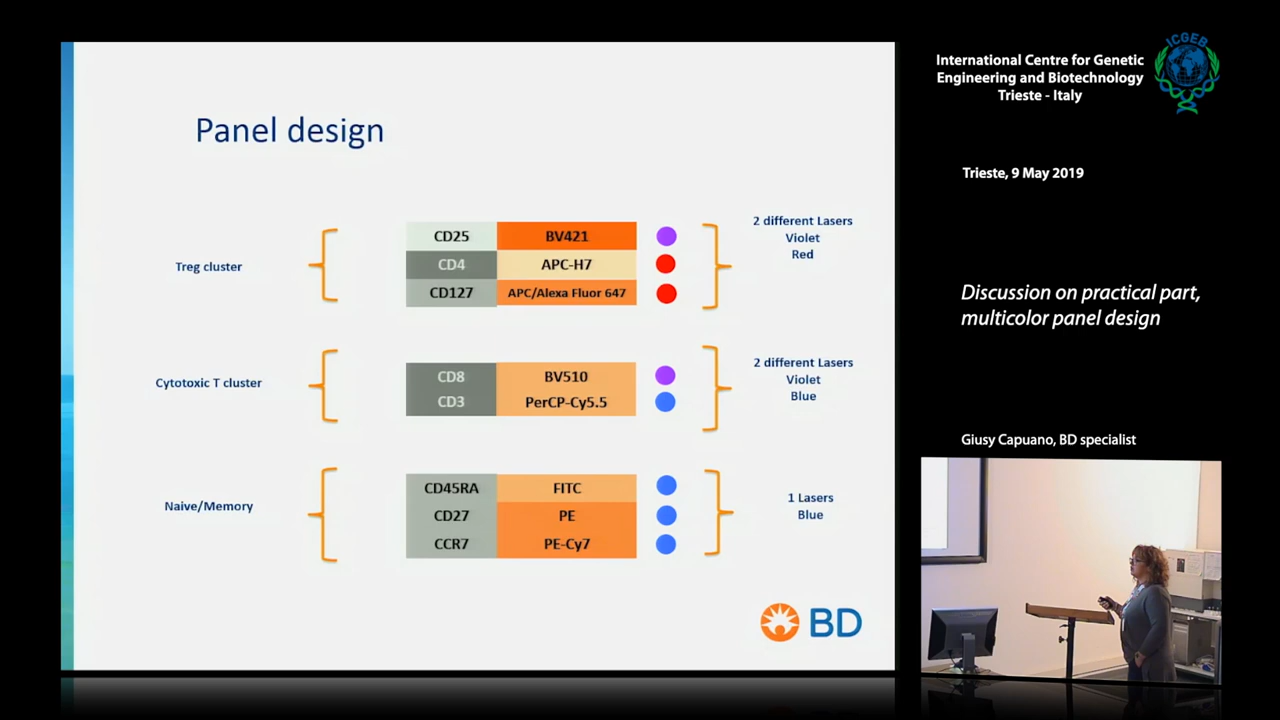 Panel design
Treg cluster
CD25 BV421
CD4 APC-H7
CD127 APC/Alexa Fluor 647
2 different Lasers
Violet
Red
Cytotoxic T cluster
CD8 BV510
CD3 PerCP-Cy5.5
2 different Lasers
Violet
Blue
Naive/Memory
CD45RA FITC
CD27 PE
CCR7 PE-Cy7
1 Lasers
Blue
BD
International Centre for Genetic
Engineering and Biotechnology
Trieste - Italy
ICGEB
Trieste, 9 May 2019
Discussion on practical part,
multicolor panel design
Giusy Capuano, BD specialist